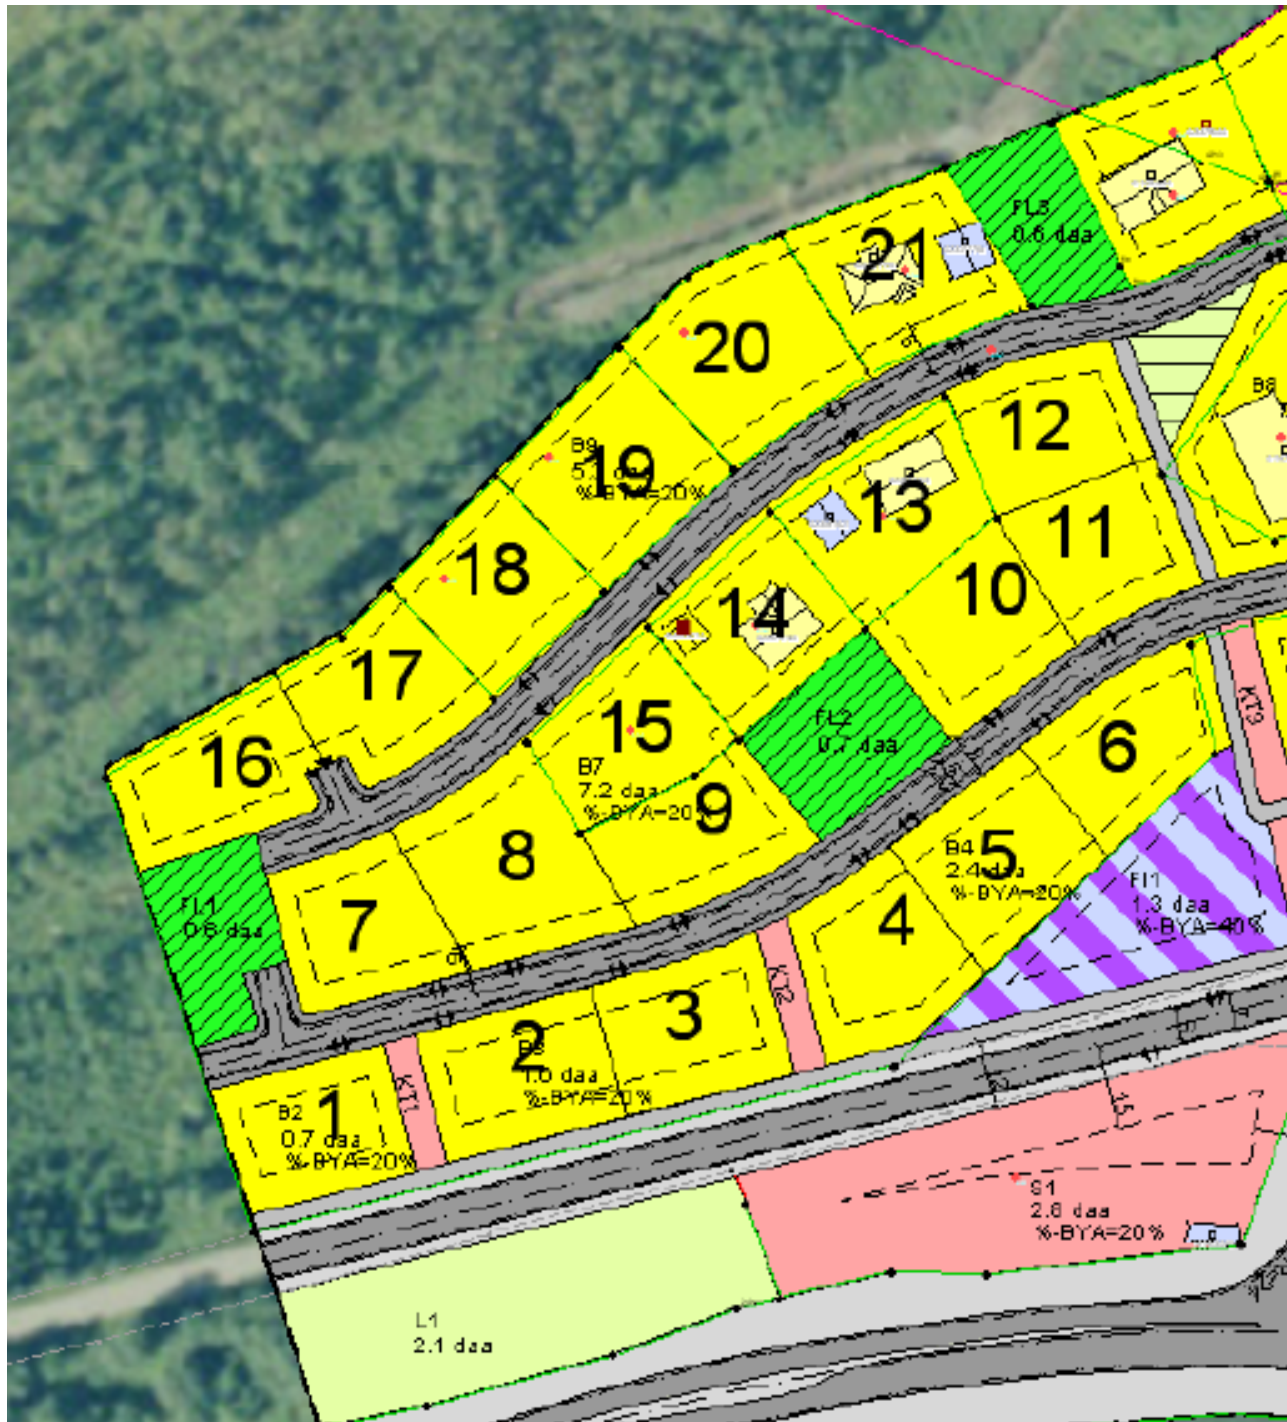 FL3
0.6 daa
21
20
B8
12
B9
19
%-BYA=20%
13
11
18
10
14
17
KT3
15
FL2
0.7 daa
6
16
B7
7.2 daa
%-BYA=20%
9
8
B4
2.4 daa
%-BYA=20%
5
FI1
1.3 daa
%-BYA=40%
7
4
FL1
0.6 daa
KT2
3
2
B3
1.0 daa
%-BYA=20%
KT1
1
B2
0.7 daa
%-BYA=20%
S1
2.8 daa
%-BYA=20%
L1
2.1 daa